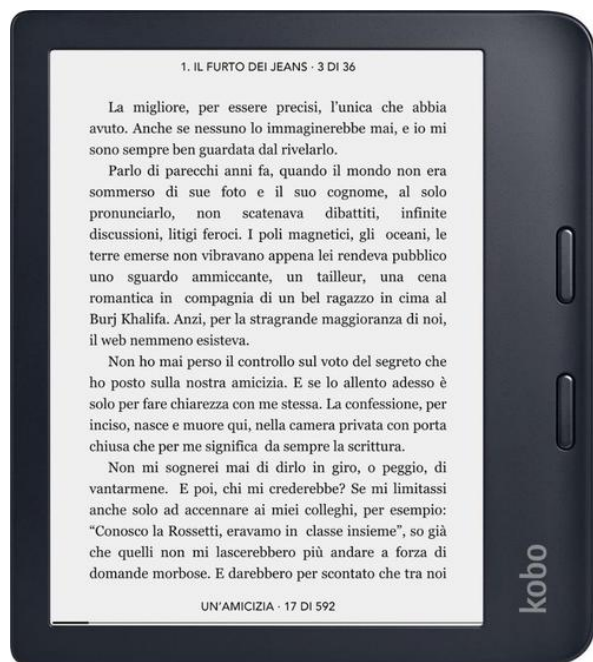 1. IL FURTO DEI JEANS · 3 DI 36
La migliore, per essere precisi, l'unica che abbia
avuto. Anche se nessuno lo immaginerebbe mai, e io mi
sono sempre ben guardata dal rivelarlo.
Parlo di parecchi anni fa, quando il mondo non era
sommerso di sue foto e il suo cognome, al solo
pronunciarlo, non scatenava dibattiti, infinite
discussioni, litigi feroci. I poli magnetici, gli oceani, le
terre emerse non vibravano appena lei rendeva pubblico
uno sguardo ammiccante, un tailleur, una cena
romantica in compagnia di un bel ragazzo in cima al
Burj Khalifa. Anzi, per la stragrande maggioranza di noi,
il web nemmeno esisteva.
Non ho mai perso il controllo sul voto del segreto che
ho posto sulla nostra amicizia. E se lo allento adesso è
solo per fare chiarezza con me stessa. La confessione, per
inciso, nasce e muore qui, nella camera privata con porta
chiusa che per me significa da sempre la scrittura.
Non mi sognerei mai di dirlo in giro, o peggio, di
vantarmene. E poi, chi mi crederebbe? Se mi limitassi
anche solo ad accennare ai miei colleghi, per esempio:
“Conosco la Rossetti, eravamo in classe insieme”, so già
che quelli non mi lascerebbero più andare a forza di
domande morbose. E darebbero per scontato che tra noi
UN'AMICIZIA · 17 DI 592
kobo